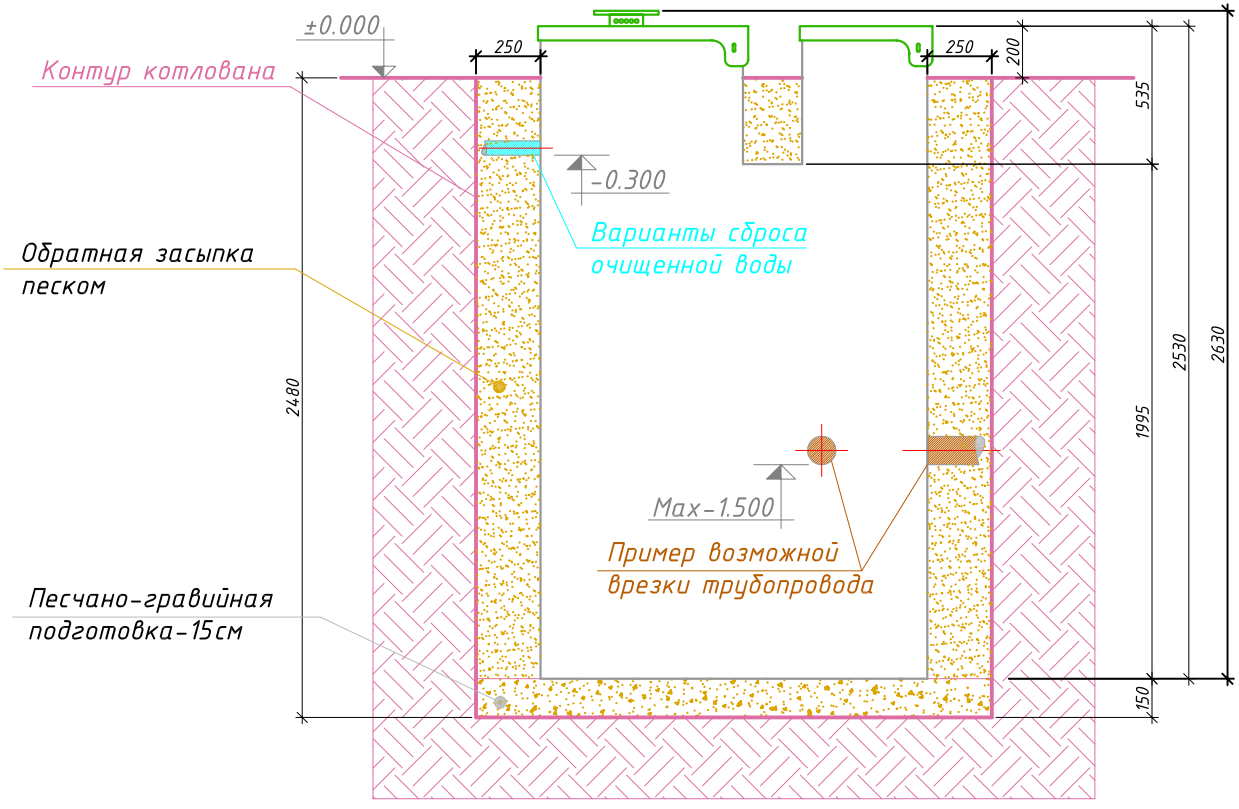 ±0.000
250
250
200
Контур котлована
535
-0.300
Варианты сброса
очищенной воды
Обратная засыпка
песком
2480
1995
2530
2630
Max-1.500
Пример возможной
врезки трубопровода
Песчано-гравийная
подготовка-15см
150